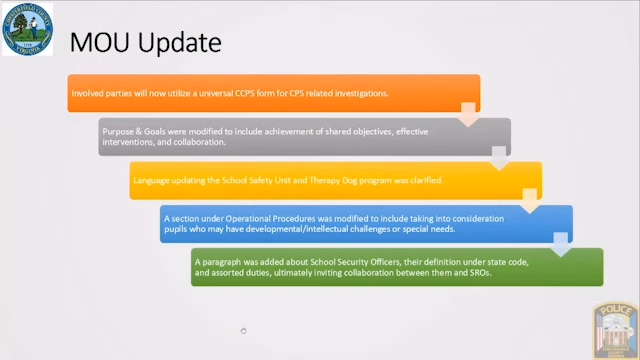 CHESTERFIELD COUNTY
VIRGINIA
MOU Update
Involved parties will now utilize a universal CCPS form for CPS related investigations.
Purpose & Goals were modified to include achievement of shared objectives, effective
interventions, and collaboration.
Language updating the School Safety Unit and Therapy Dog program was clarified.
A section under Operational Procedures was modified to include taking into consideration
pupils who may have developmental/intellectual challenges or special needs.
A paragraph was added about School Security Officers, their definition under state code,
and assorted duties, ultimately inviting collaboration between them and SROs.
POLICE